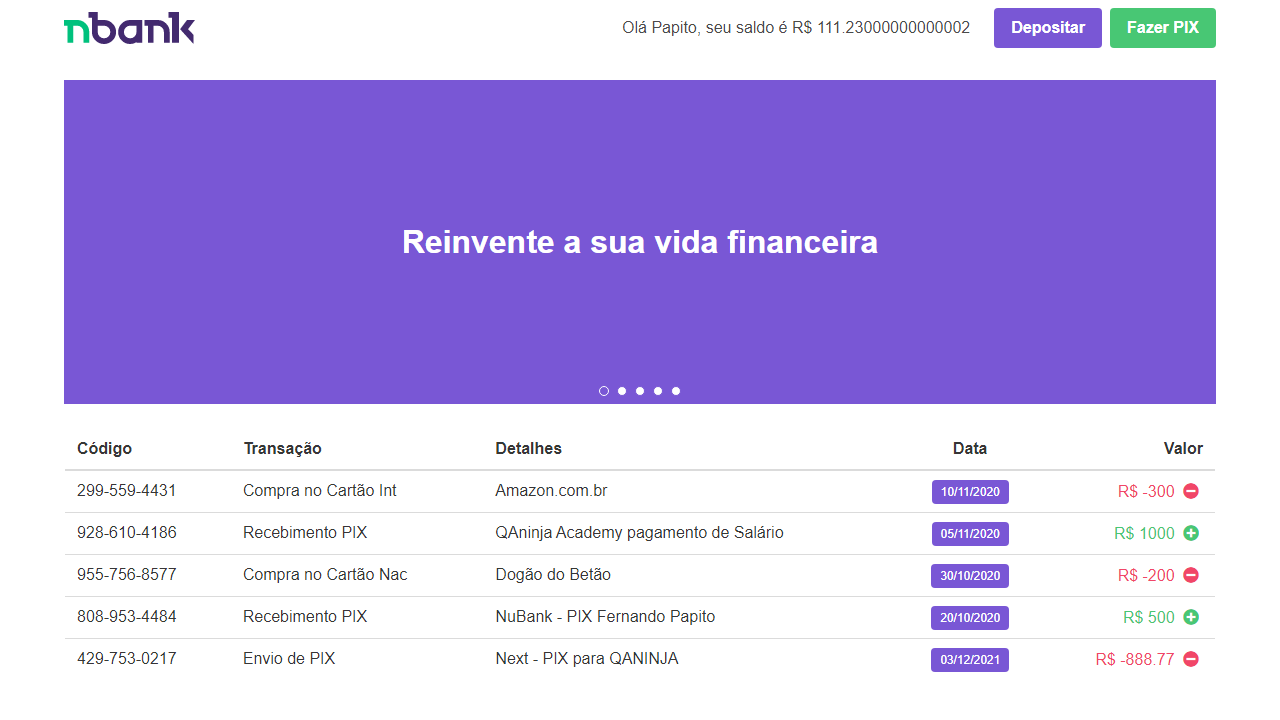 nbank Olá Papito, seu saldo é R$ 111.23000000000002 Depositar Fazer PIX
Reinvente a sua vida financeira
Código Transação Detalhes Data Valor
299-559-4431 Compra no Cartão Int Amazon.com.br 10/11/2020 R$ -300
928-610-4186 Recebimento PIX QAninja Academy pagamento de Salário 05/11/2020 R$ 1000
955-756-8577 Compra no Cartão Nac Dogão do Betão 30/10/2020 R$ -200
808-953-4484 Recebimento PIX NuBank - PIX Fernando Papito 20/10/2020 R$ 500
429-753-0217 Envio de PIX Next - PIX para QANINJA 03/12/2021 R$ -888.77